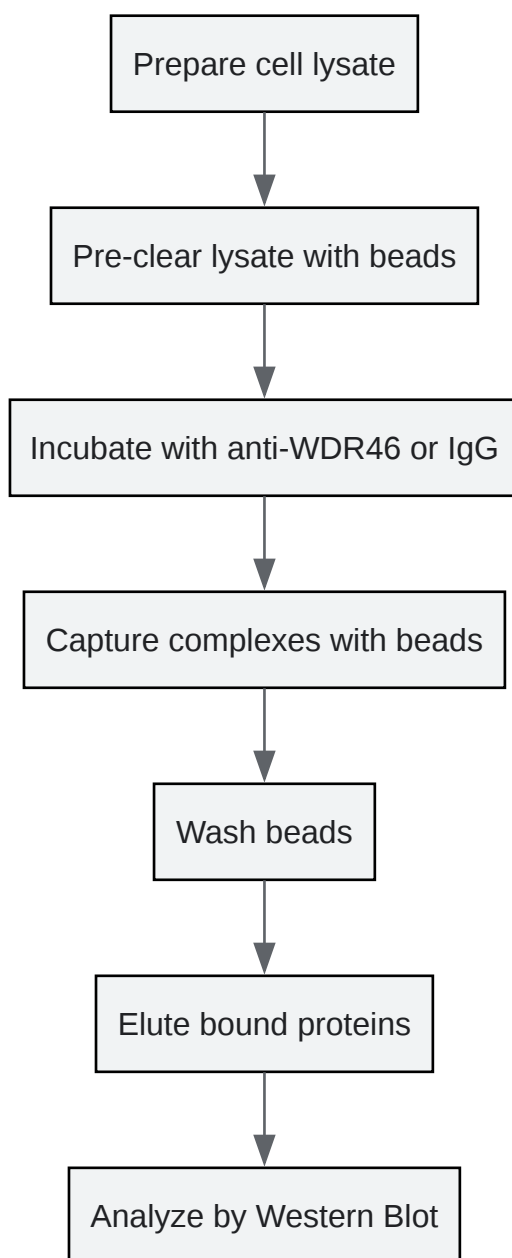 Prepare cell lysate
Pre-clear lysate with beads
Incubate with anti-WDR46 or IgG
Capture complexes with beads
Wash beads
Elute bound proteins
Analyze by Western Blot